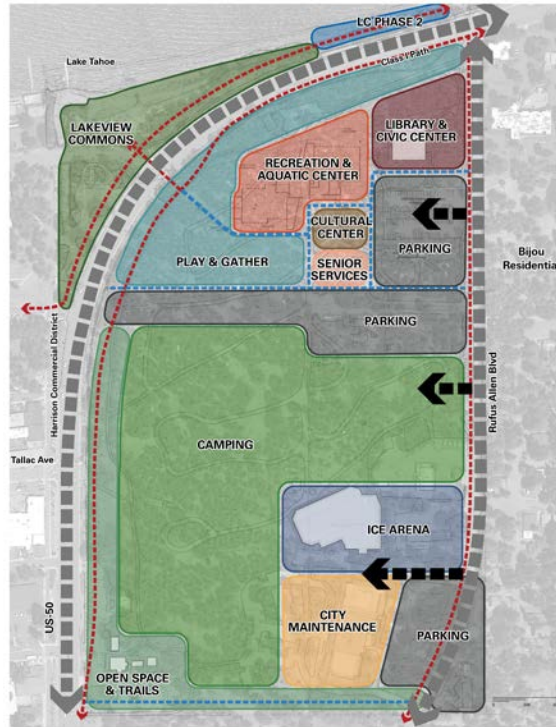 LC PHASE 2
Lake Tahoe
Class I Path
LAKEVIEW
COMMONS
LIBRARY &
CIVIC CENTER
RECREATION &
AQUATIC CENTER
CULTURAL
CENTER
PARKING
Bijou
Residential
PLAY & GATHER
SENIOR
SERVICES
PARKING
Harrison Commercial District
Rufus Allen Blvd
CAMPING
Tallac Ave
ICE ARENA
US-50
CITY
MAINTENANCE
PARKING
OPEN SPACE
& TRAILS